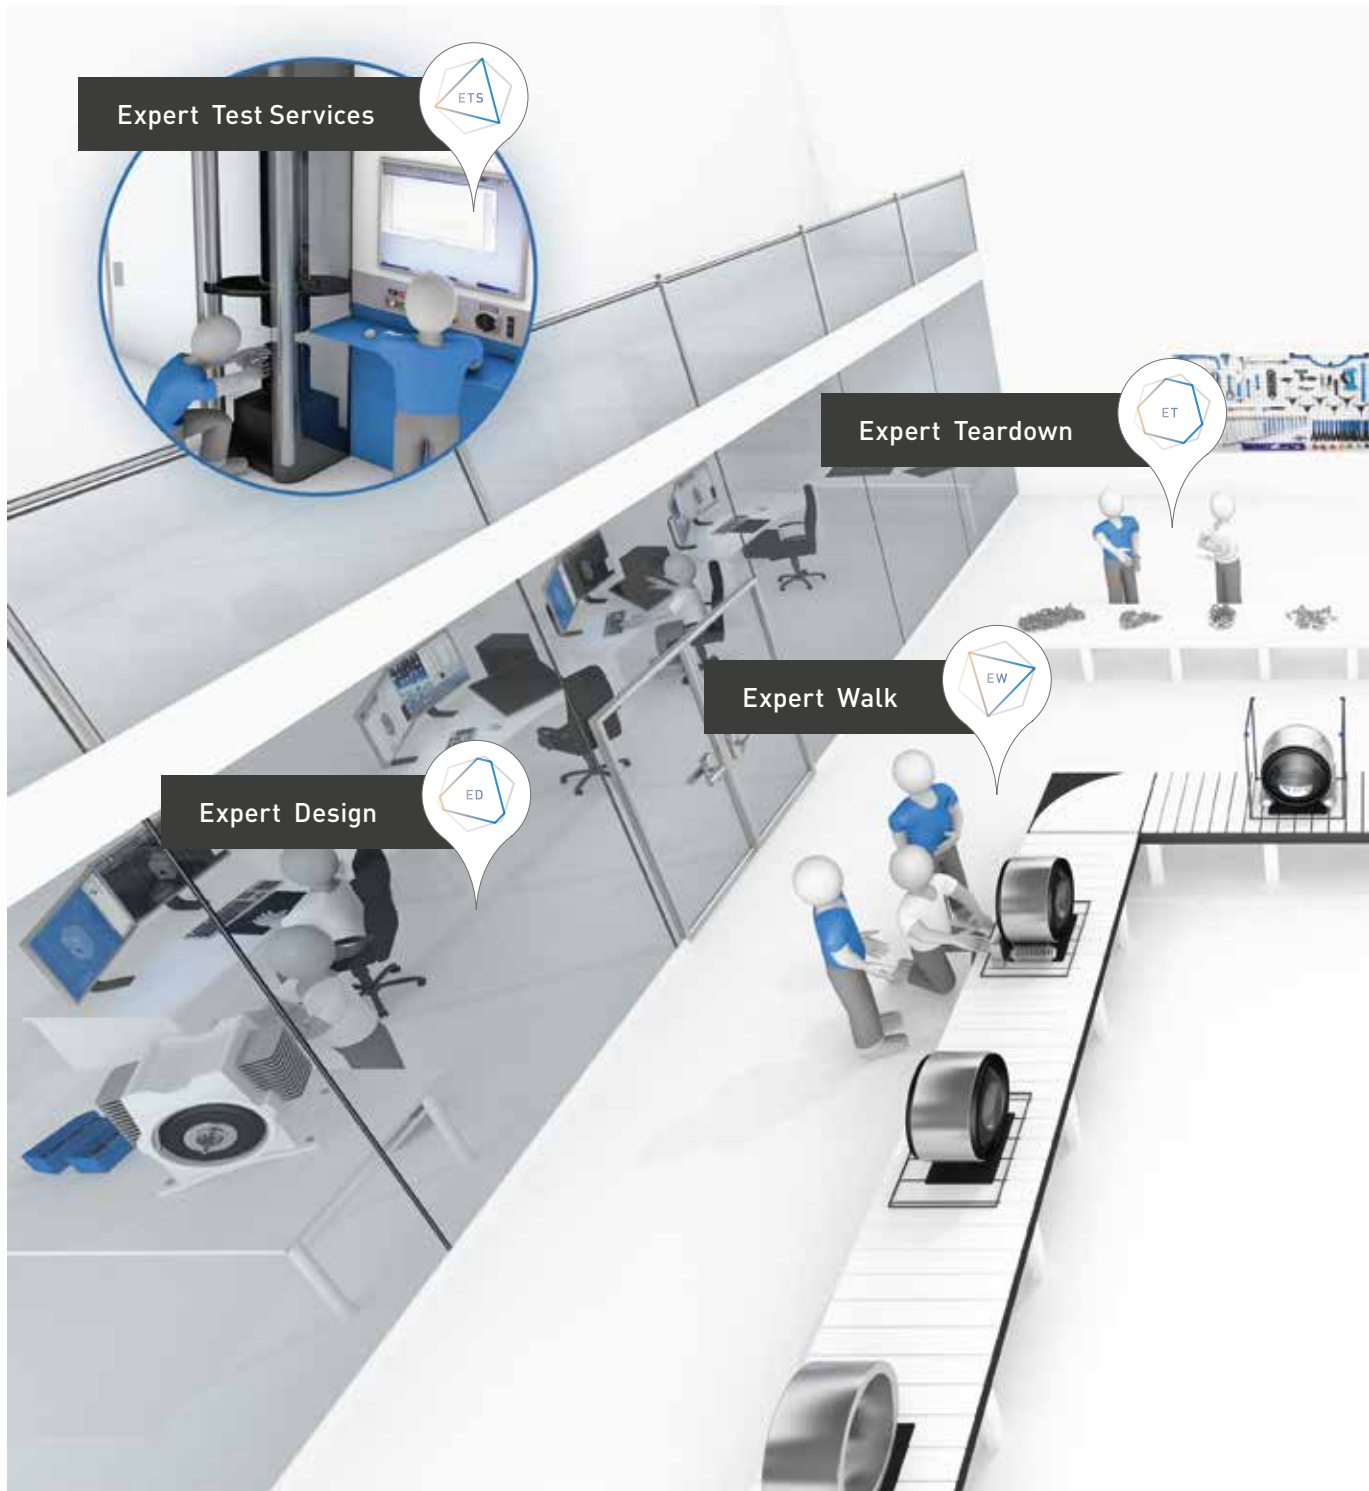 Expert Test Services
ETS
Expert Teardown
ET
Expert Walk
EW
Expert Design
ED